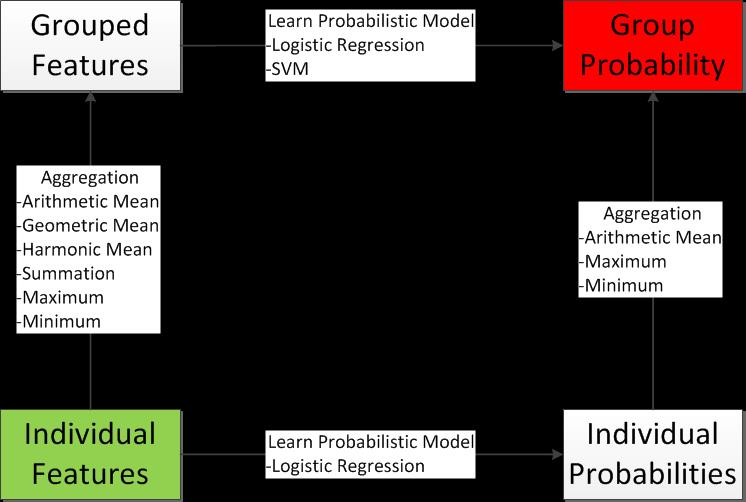 Grouped
Features
Learn Probabilistic Model
-Logistic Regression
-SVM
Group
Probability
Aggregation
-Arithmetic Mean
-Geometric Mean
-Harmonic Mean
-Summation
-Maximum
-Minimum
Aggregation
-Arithmetic Mean
-Maximum
-Minimum
Individual
Features
Learn Probabilistic Model
-Logistic Regression
Individual
Probabilities